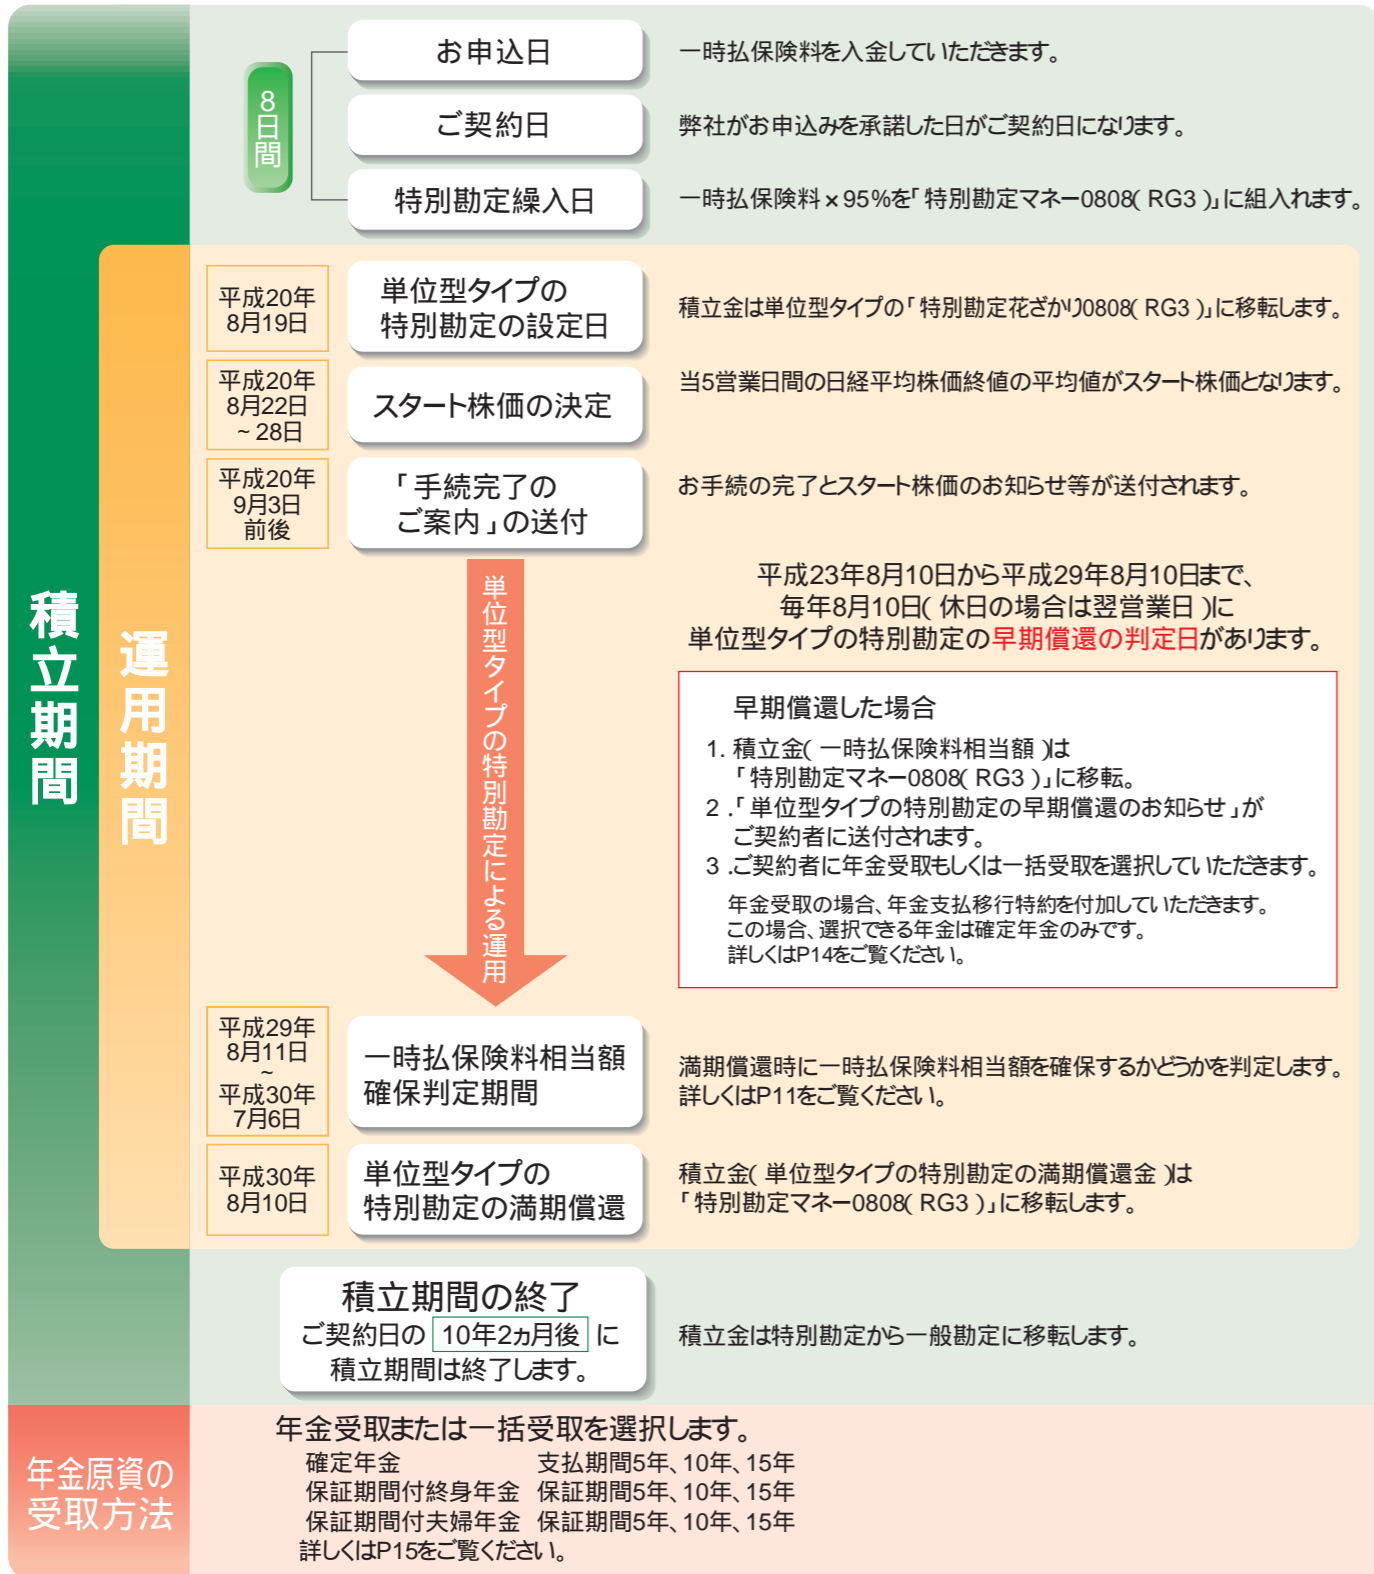 積立期間
運用期間
8日間
お申込日
一時払保険料を入金していただきます。
ご契約日
弊社がお申込みを承諾した日がご契約日になります。
特別勘定繰入日
一時払保険料×95%を「特別勘定マネー0808(RG3)」に組入れます。
平成20年
8月19日
単位型タイプの
特別勘定の設定日
積立金は単位型タイプの「特別勘定花ざかり0808(RG3)」に移転します。
平成20年
8月22日
~28日
スタート株価の決定
当5営業日間の日経平均株価終値の平均値がスタート株価となります。
平成20年
9月3日
前後
「手続完了の
ご案内」の送付
お手続の完了とスタート株価のお知らせ等が送付されます。
単位型タイプの特別勘定による運用
平成23年8月10日から平成29年8月10日まで、
毎年8月10日(休日の場合は翌営業日)に
単位型タイプの特別勘定の早期償還の判定日があります。
早期償還した場合
1. 積立金(一時払保険料相当額)は
「特別勘定マネー0808(RG3)」に移転。
2.「単位型タイプの特別勘定の早期償還のお知らせ」が
ご契約者に送付されます。
3.ご契約者に年金受取もしくは一括受取を選択していただきます。
年金受取の場合、年金支払移行特約を付加していただきます。
この場合、選択できる年金は確定年金のみです。
詳しくはP14をご覧ください。
平成29年
8月11日
~
平成30年
7月6日
一時払保険料相当額
確保判定期間
満期償還時に一時払保険料相当額を確保するかどうかを判定します。
詳しくはP11をご覧ください。
平成30年
8月10日
単位型タイプの
特別勘定の満期償還
積立金(単位型タイプの特別勘定の満期償還金)は
「特別勘定マネー0808(RG3)」に移転します。
積立期間の終了
ご契約日の 10年2ヵ月後 に
積立期間は終了します。
積立金は特別勘定から一般勘定に移転します。
年金原資の
受取方法
年金受取または一括受取を選択します。
確定年金 支払期間5年、10年、15年
保証期間付終身年金 保証期間5年、10年、15年
保証期間付夫婦年金 保証期間5年、10年、15年
詳しくはP15をご覧ください。